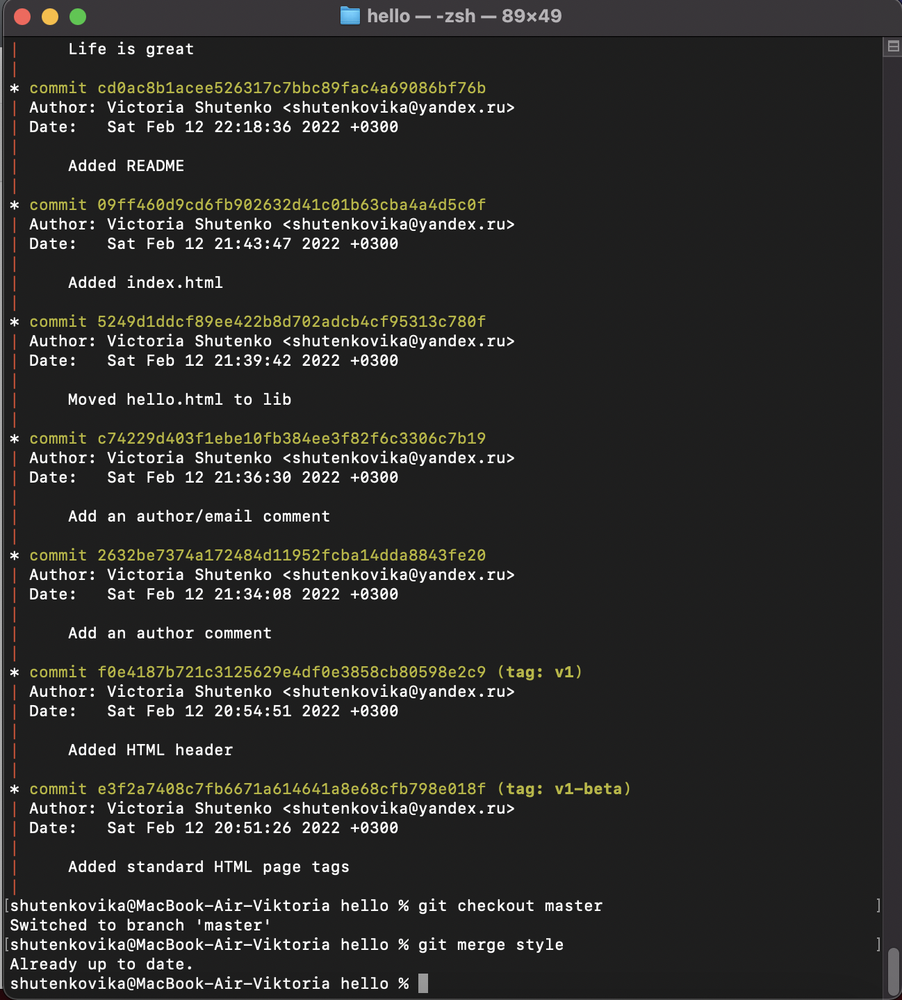 hello — -zsh — 89×49
| Life is great
|
* commit cd0ac8b1acee526317c7bbc89fac4a69086bf76b
| Author: Victoria Shutenko <shutenkovika@yandex.ru>
| Date:   Sat Feb 12 22:18:36 2022 +0300
|
|     Added README
|
* commit 09ff460d9cd6fb902632d41c01b63cba4a4d5c0f
| Author: Victoria Shutenko <shutenkovika@yandex.ru>
| Date:   Sat Feb 12 21:43:47 2022 +0300
|
|     Added index.html
|
* commit 5249d1ddcf89ee422b8d702adcb4cf95313c780f
| Author: Victoria Shutenko <shutenkovika@yandex.ru>
| Date:   Sat Feb 12 21:39:42 2022 +0300
|
|     Moved hello.html to lib
|
* commit c74229d403f1ebe10fb384ee3f82f6c3306c7b19
| Author: Victoria Shutenko <shutenkovika@yandex.ru>
| Date:   Sat Feb 12 21:36:30 2022 +0300
|
|     Add an author/email comment
|
* commit 2632be7374a172484d11952fcba14dda8843fe20
| Author: Victoria Shutenko <shutenkovika@yandex.ru>
| Date:   Sat Feb 12 21:34:08 2022 +0300
|
|     Add an author comment
|
* commit f0e4187b721c3125629e4df0e3858cb80598e2c9 (tag: v1)
| Author: Victoria Shutenko <shutenkovika@yandex.ru>
| Date:   Sat Feb 12 20:54:51 2022 +0300
|
|     Added HTML header
|
* commit e3f2a7408c7fb6671a614641a8e68cfb798e018f (tag: v1-beta)
| Author: Victoria Shutenko <shutenkovika@yandex.ru>
| Date:   Sat Feb 12 20:51:26 2022 +0300
|
|     Added standard HTML page tags
|
[shutenkovika@MacBook-Air-Viktoria hello % git checkout master ]
Switched to branch 'master'
[shutenkovika@MacBook-Air-Viktoria hello % git merge style ]
Already up to date.
shutenkovika@MacBook-Air-Viktoria hello %